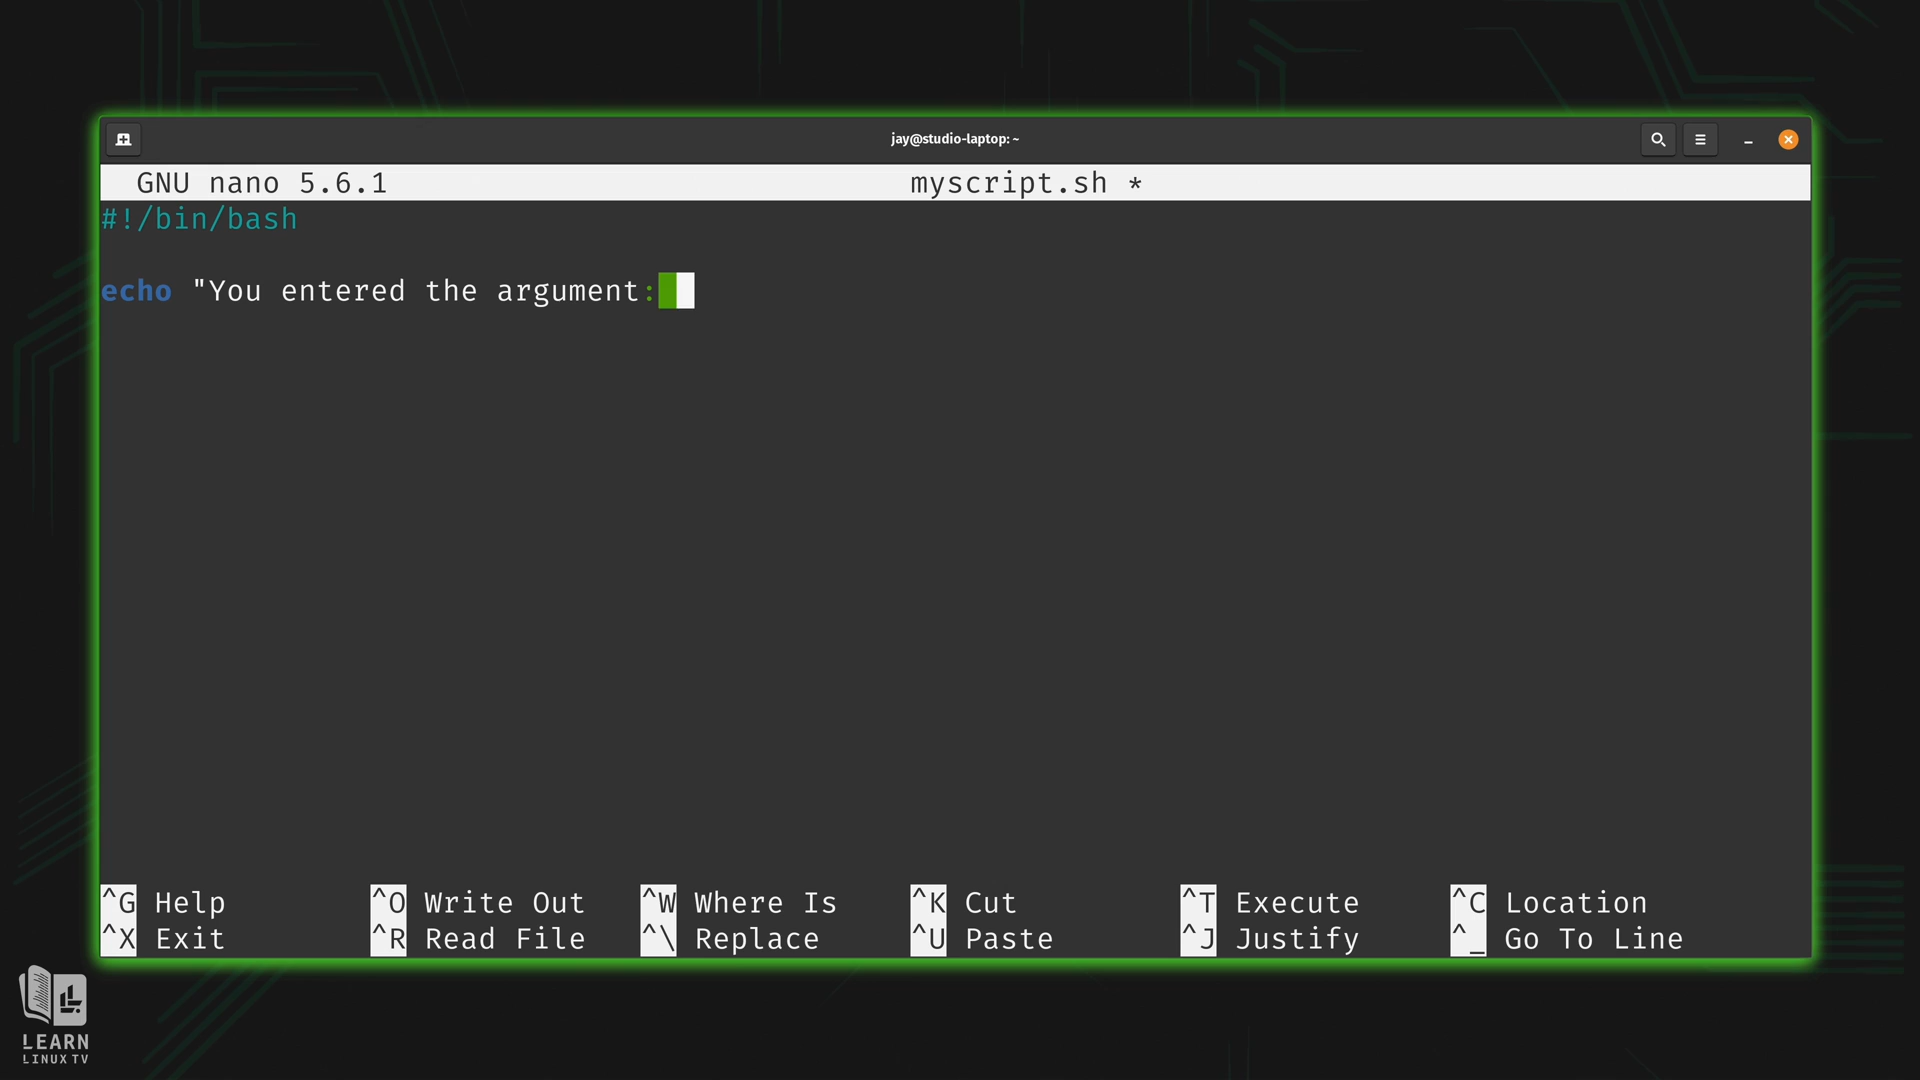 jay@studio-laptop: ~
GNU nano 5.6.1 myscript.sh *
#!/bin/bash
echo "You entered the argument:
^G Help ^O Write Out ^W Where Is ^K Cut ^T Execute ^C Location
^X Exit ^R Read File ^\ Replace ^U Paste ^J Justify ^_ Go To Line
LEARN
LINUX TV